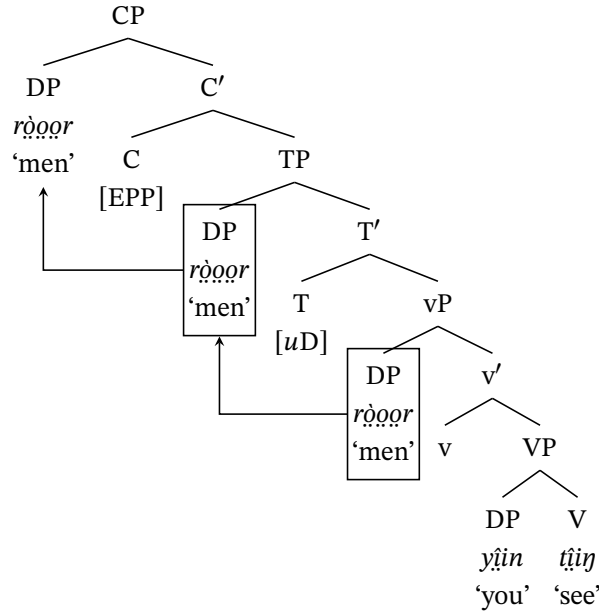 CP
DP C′
rò̤o̤o̤r
'men' C TP
[EPP]
DP T′
rò̤o̤o̤r
'men' T vP
[uD]
DP v′
rò̤o̤o̤r
'men' v VP
DP V
yî̤i̤n tî̤i̤ŋ
'you' 'see'